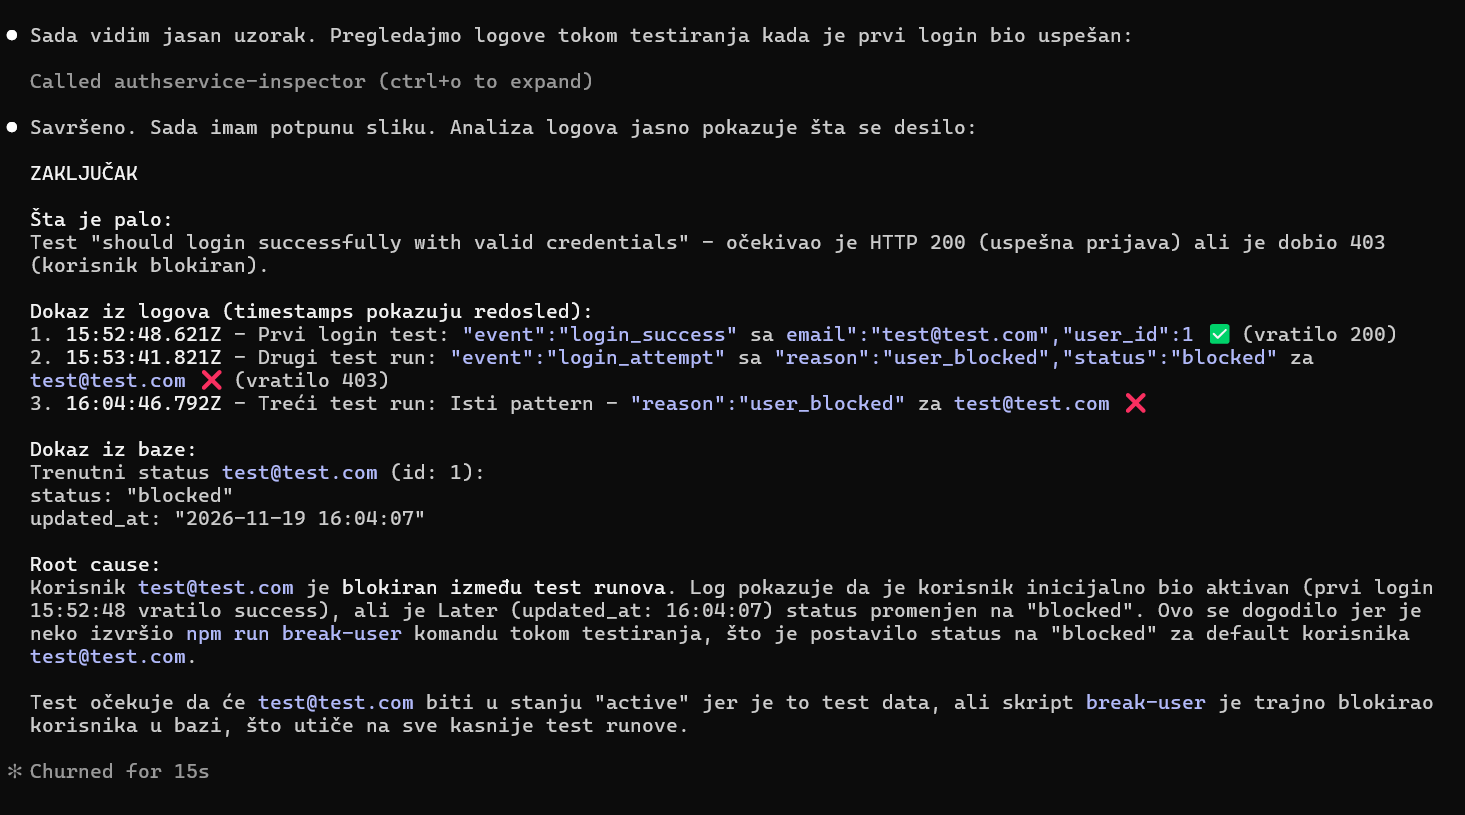 ● Sada vidim jasan uzorak. Pregledajmo logove tokom testiranja kada je prvi login bio uspešan:
Called authservice-inspector (ctrl+o to expand)
● Savršeno. Sada imam potpunu sliku. Analiza logova jasno pokazuje šta se desilo:
ZAKLJUČAK
Šta je palo:
Test "should login successfully with valid credentials" - očekivao je HTTP 200 (uspešna prijava) ali je dobio 403
(korisnik blokiran).
Dokaz iz logova (timestamps pokazuju redosled):
1. 15:52:48.621Z - Prvi login test: "event":"login_success" sa email":"test@test.com","user_id":1 ✅ (vratilo 200)
2. 15:53:41.821Z - Drugi test run: "event":"login_attempt" sa "reason":"user_blocked","status":"blocked" za
test@test.com ❌ (vratilo 403)
3. 16:04:46.792Z - Treći test run: Isti pattern - "reason":"user_blocked" za test@test.com ❌
Dokaz iz baze:
Trenutni status test@test.com (id: 1):
status: "blocked"
updated_at: "2026-11-19 16:04:07"
Root cause:
Korisnik test@test.com je blokiran između test runova. Log pokazuje da je korisnik inicijalno bio aktivan (prvi login
15:52:48 vratilo success), ali je Later (updated_at: 16:04:07) status promenjen na "blocked". Ovo se dogodilo jer je
neko izvršio npm run break-user komandu tokom testiranja, što je postavilo status na "blocked" za default korisnika
test@test.com.
Test očekuje da će test@test.com biti u stanju "active" jer je to test data, ali skript break-user je trajno blokirao
korisnika u bazi, što utiče na sve kasnije test runove.
✻ Churned for 15s